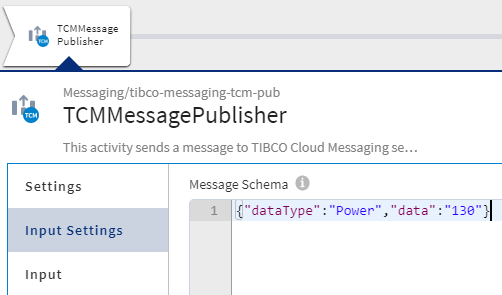 TCMMessage
Publisher
TCM
Messaging/tibco-messaging-tcm-pub
TCM
TCMMessagePublisher
This activity sends a message to TIBCO Cloud Messaging se...
Settings
Message Schema i
1 {"dataType":"Power","data":"130"}
Input Settings
Input